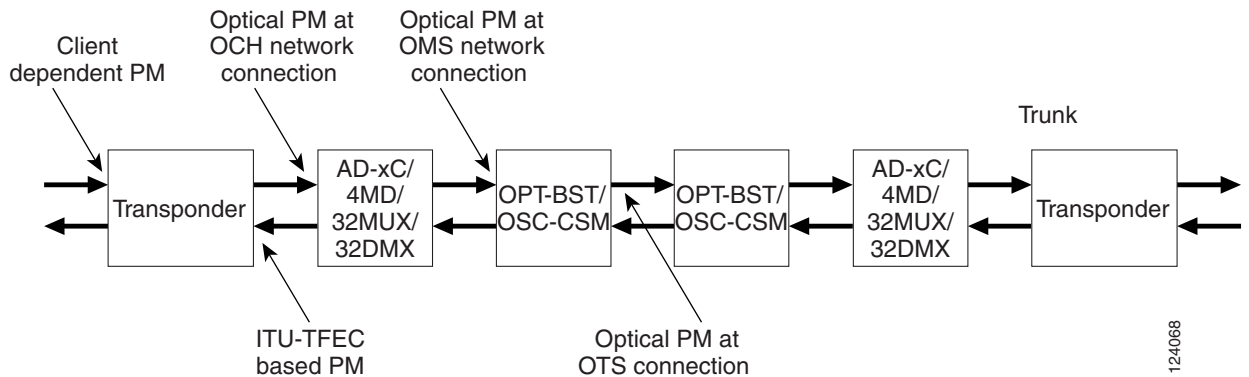 Client
dependent PM
Optical PM at
OCH network
connection
Optical PM at
OMS network
connection
Trunk
Transponder
AD-xC/
4MD/
32MUX/
32DMX
OPT-BST/
OSC-CSM
OPT-BST/
OSC-CSM
AD-xC/
4MD/
32MUX/
32DMX
Transponder
ITU-TFEC
based PM
Optical PM at
OTS connection
124068